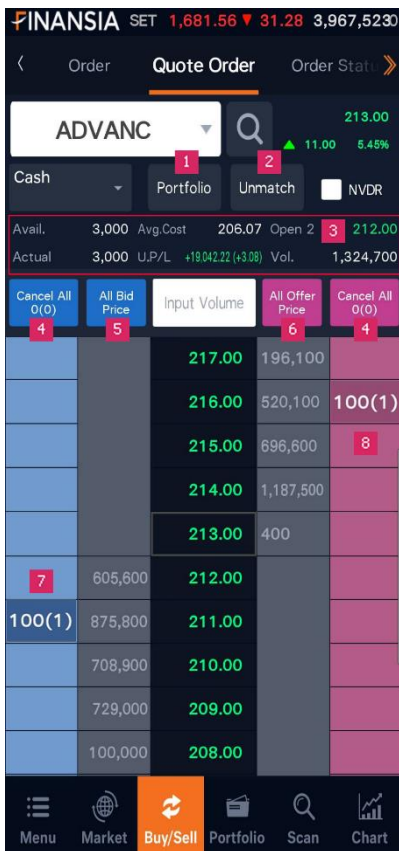 FINANSIA SET 1,681.56 ▼ 31.28 3,967,5230
Order Quote Order Order Statu
ADVANC 213.00
▲ 11.00 5.45%
1 2
Cash Portfolio Unmatch NVDR
Avail. 3,000 Avg.Cost 206.07 Open 2 3 212.00
Actual 3,000 U.P/L +19,042.22 (+3.08) Vol. 1,324,700
Cancel All 0(0) All Bid Price Input Volume All Offer Price Cancel All 0(0)
4 5 6 4
217.00 196,100
216.00 520,100 100(1)
215.00 696,600 8
214.00 1,187,500
213.00 400
7 605,600 212.00
100(1) 875,800 211.00
708,900 210.00
729,000 209.00
100,000 208.00
Menu Market Buy/Sell Portfolio Scan Chart